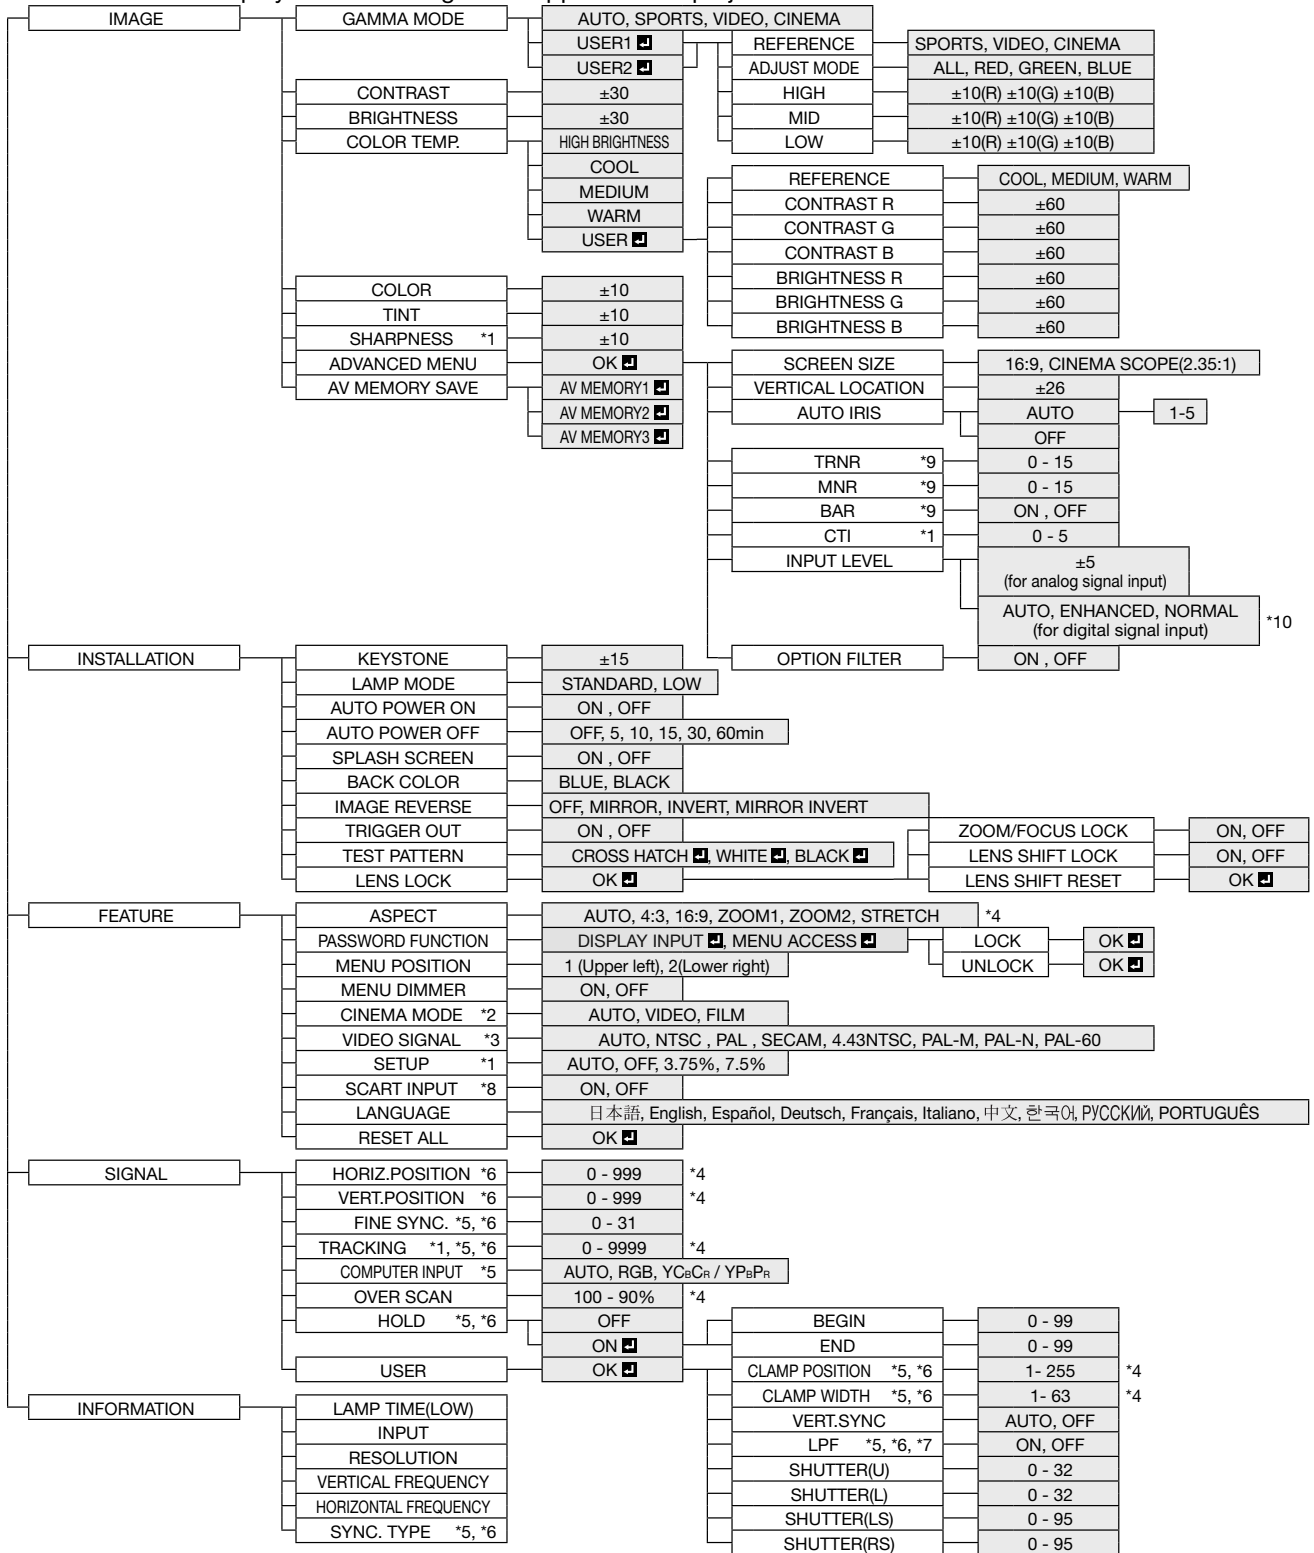 IMAGE GAMMA MODE AUTO, SPORTS, VIDEO, CINEMA
USER1 REFERENCE SPORTS, VIDEO, CINEMA
USER2 ADJUST MODE ALL, RED, GREEN, BLUE
CONTRAST ±30 HIGH ±10(R) ±10(G) ±10(B)
BRIGHTNESS ±30 MID ±10(R) ±10(G) ±10(B)
COLOR TEMP. HIGH BRIGHTNESS LOW ±10(R) ±10(G) ±10(B)
COOL
REFERENCE COOL, MEDIUM, WARM
MEDIUM
CONTRAST R ±60
WARM
CONTRAST G ±60
USER
CONTRAST B ±60
BRIGHTNESS R ±60
COLOR ±10
BRIGHTNESS G ±60
TINT ±10
BRIGHTNESS B ±60
SHARPNESS *1 ±10
ADVANCED MENU OK SCREEN SIZE 16:9, CINEMA SCOPE(2.35:1)
AV MEMORY SAVE AV MEMORY1 VERTICAL LOCATION ±26
AV MEMORY2 AUTO IRIS AUTO 1-5
AV MEMORY3 OFF
TRNR *9 0 - 15
MNR *9 0 - 15
BAR *9 ON , OFF
CTI *1 0 - 5
INPUT LEVEL ±5
(for analog signal input)
AUTO, ENHANCED, NORMAL
(for digital signal input) *10
INSTALLATION KEYSTONE ±15 OPTION FILTER ON , OFF
LAMP MODE STANDARD, LOW
AUTO POWER ON ON , OFF
AUTO POWER OFF OFF, 5, 10, 15, 30, 60min
SPLASH SCREEN ON , OFF
BACK COLOR BLUE, BLACK
IMAGE REVERSE OFF, MIRROR, INVERT, MIRROR INVERT
TRIGGER OUT ON , OFF ZOOM/FOCUS LOCK ON, OFF
TEST PATTERN CROSS HATCH , WHITE , BLACK LENS SHIFT LOCK ON, OFF
LENS LOCK OK LENS SHIFT RESET OK
FEATURE ASPECT AUTO, 4:3, 16:9, ZOOM1, ZOOM2, STRETCH *4
PASSWORD FUNCTION DISPLAY INPUT , MENU ACCESS LOCK OK
MENU POSITION 1 (Upper left), 2(Lower right) UNLOCK OK
MENU DIMMER ON, OFF
CINEMA MODE *2 AUTO, VIDEO, FILM
VIDEO SIGNAL *3 AUTO, NTSC , PAL , SECAM, 4.43NTSC, PAL-M, PAL-N, PAL-60
SETUP *1 AUTO, OFF, 3.75%, 7.5%
SCART INPUT *8 ON, OFF
LANGUAGE 日本語, English, Español, Deutsch, Français, Italiano, 中文, 한국어, РУССКИЙ, PORTUGUÊS
RESET ALL OK
SIGNAL HORIZ.POSITION *6 0 - 999 *4
VERT.POSITION *6 0 - 999 *4
FINE SYNC. *5, *6 0 - 31
TRACKING *1, *5, *6 0 - 9999 *4
COMPUTER INPUT *5 AUTO, RGB, YCBCR / YPBPR
OVER SCAN 100 - 90% *4
HOLD *5, *6 OFF BEGIN 0 - 99
ON END 0 - 99
USER OK CLAMP POSITION *5, *6 1- 255 *4
CLAMP WIDTH *5, *6 1- 63 *4
INFORMATION LAMP TIME(LOW) VERT.SYNC AUTO, OFF
INPUT LPF *5, *6, *7 ON, OFF
RESOLUTION SHUTTER(U) 0 - 32
VERTICAL FREQUENCY SHUTTER(L) 0 - 32
HORIZONTAL FREQUENCY SHUTTER(LS) 0 - 95
SYNC. TYPE *5, *6 SHUTTER(RS) 0 - 95